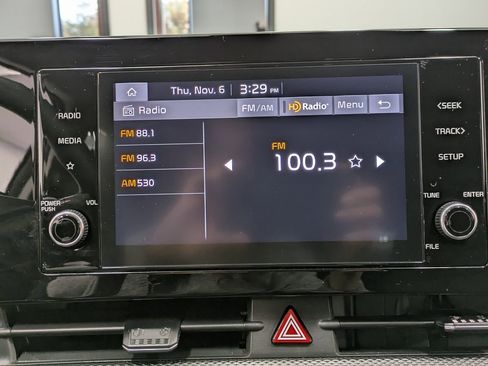 Thu, Nov. 6 3:29 PM
Radio FM/AM HD Radio Menu
RADIO
MEDIA
FM 88.1
FM 96.3
AM 530
FM
100.3
<SEEK
TRACK>
SETUP
POWER PUSH VOL
TUNE ENTER
FILE